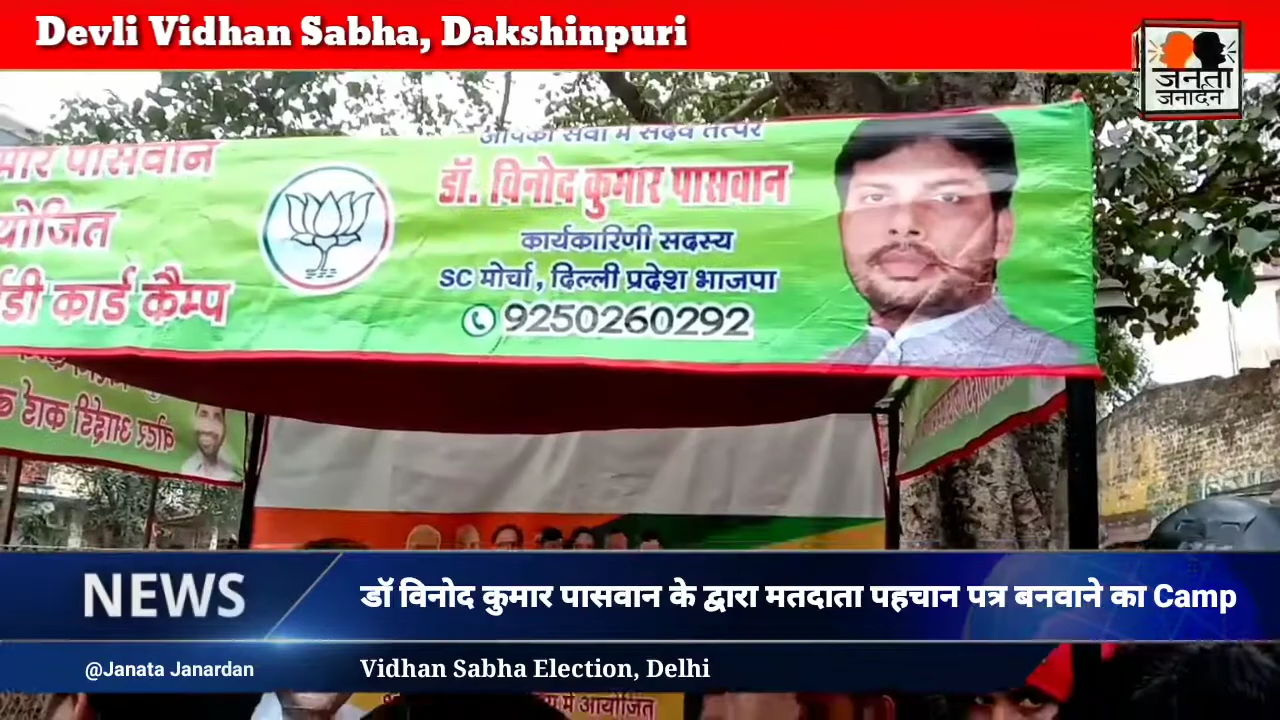 Devli Vidhan Sabha, Dakshinpuri
जनता
जनार्दन
आपकी सेवा में सदैव तत्पर
मार पासवान
डॉ. विनोद कुमार पासवान
योजित
कार्यकारिणी सदस्य
SC मोर्चा, दिल्ली प्रदेश भाजपा
डी कार्ड कैम्प
9250260292
NEWS
डॉ विनोद कुमार पासवान के द्वारा मतदाता पहचान पत्र बनवाने का Camp
@Janata Janardan
Vidhan Sabha Election, Delhi
में आयोजित